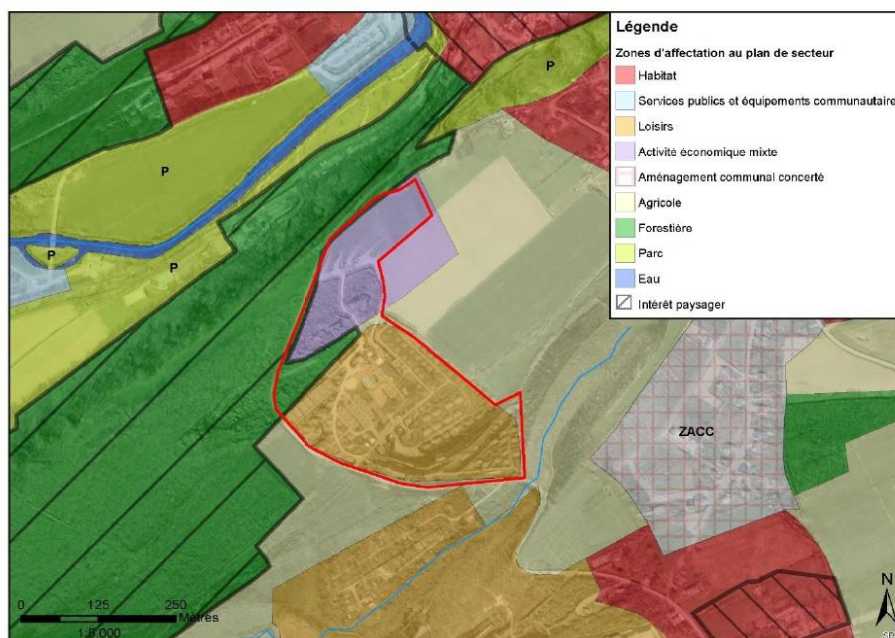 Légende
Zones d'affectation au plan de secteur
Habitat
Services publics et équipements communautaire
Loisirs
Activité économique mixte
Aménagement communal concerté
Agricole
Forestière
Parc
Eau
Intérêt paysager
P
P
P
P
ZACC
0 125 250
Mètres
1:5 000
N